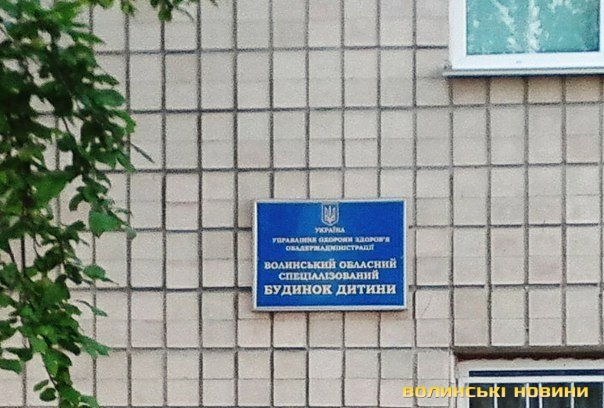 УКРАЇНА
УПРАВЛІННЯ ОХОРОНИ ЗДОРОВ'Я
ОБЛДЕРЖАДМІНІСТРАЦІЇ
ВОЛИНСЬКИЙ ОБЛАСНИЙ
СПЕЦІАЛІЗОВАНИЙ
БУДИНОК ДИТИНИ
ВОЛИНСЬКІ НОВИНИ